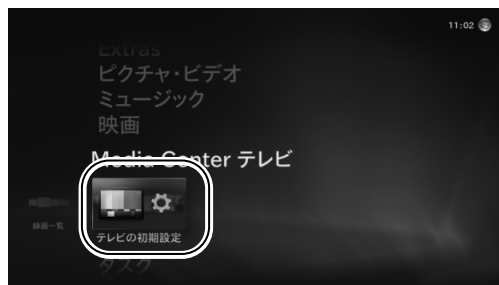 11:02
Extras
ピクチャ・ビデオ
ミュージック
映画
Media Center テレビ
録画一覧
テレビの初期設定
タスク